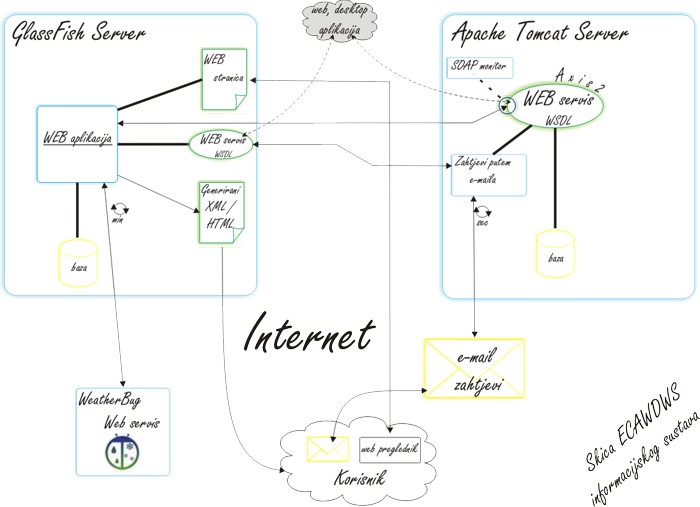 GlassFish Server
WEB
stranica
WEB aplikacija
WEB servis
WSDL
Generirani
XML /
HTML
min
baza
web, desktop
aplikacija
Apache Tomcat Server
SOAP monitor
Axis2
WEB servis
WSDL
Zahtjevi putem
e-maila
sec
baza
Internet
e-mail
zahtjevi
WeatherBug
Web servis
web preglednik
Korisnik
Skica ECAWDWS
informacijskog sustava